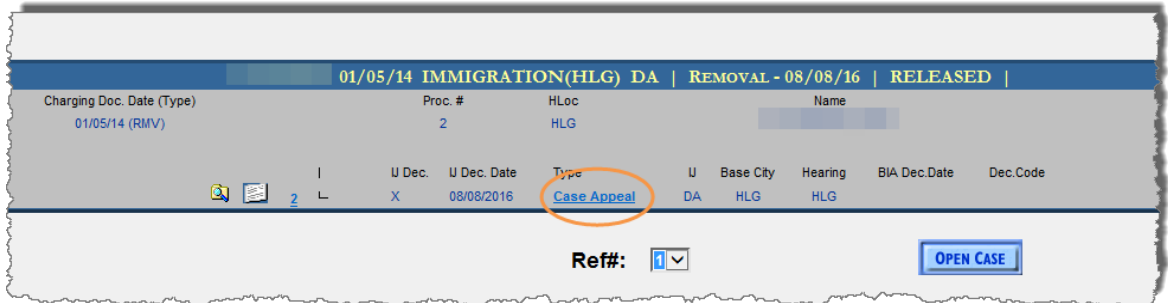 01/05/14 IMMIGRATION(HLG) DA | REMOVAL - 08/08/16 | RELEASED |
Charging Doc. Date (Type) Proc. # HLoc Name
01/05/14 (RMV) 2 HLG
IJ Dec. IJ Dec. Date Type IJ Base City Hearing BIA Dec.Date Dec.Code
2 X 08/08/2016 Case Appeal DA HLG HLG
Ref#: 1 OPEN CASE